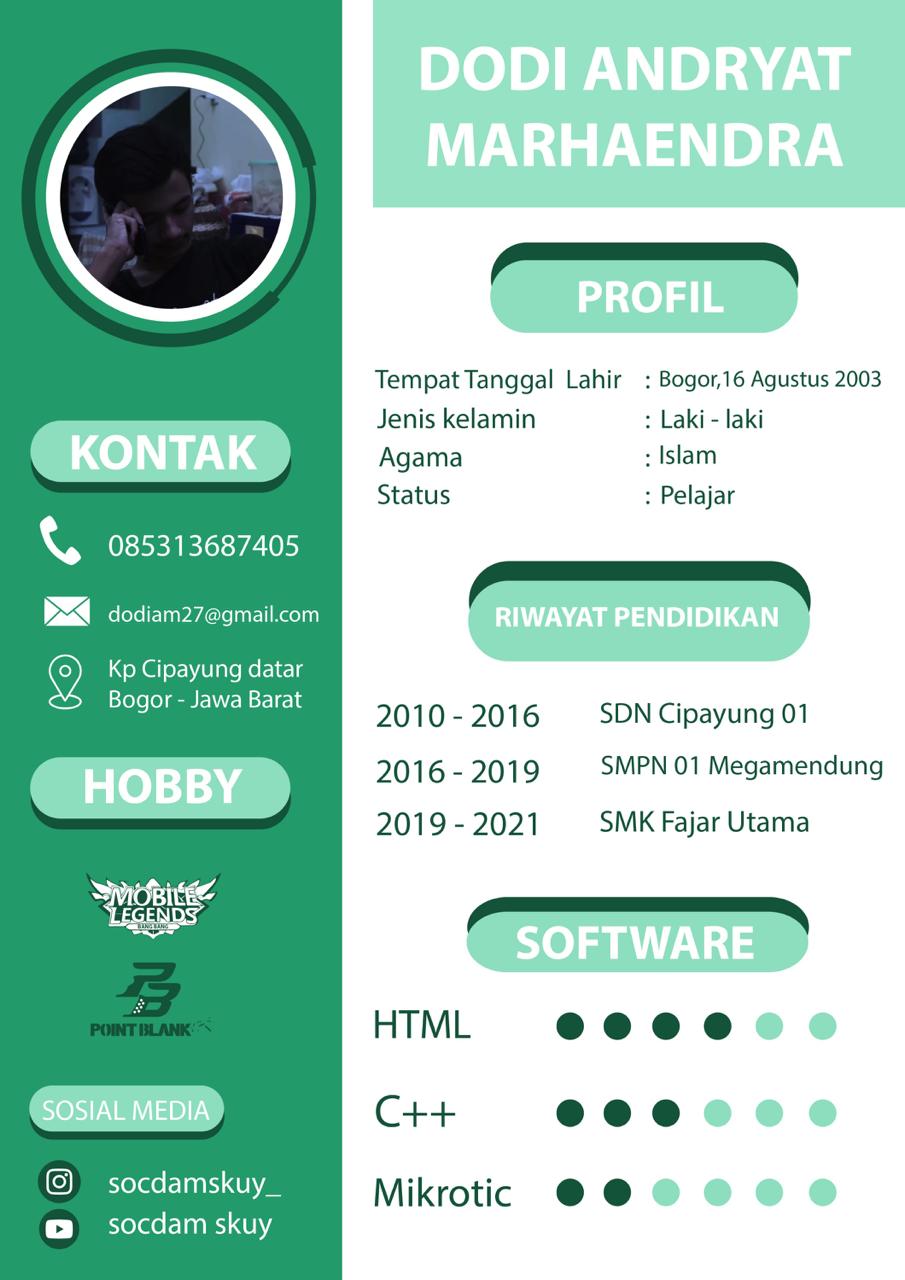 DODI ANDRYAT
MARHAENDRA
KONTAK
085313687405
dodiam27@gmail.com
Kp Cipayung datar
Bogor - Jawa Barat
HOBBY
MOBILE
LEGENDS
BANG BANG
PB
POINT BLANK
SOSIAL MEDIA
socdamskuy_
socdam skuy
PROFIL
Tempat Tanggal Lahir : Bogor,16 Agustus 2003
Jenis kelamin : Laki - laki
Agama : Islam
Status : Pelajar
RIWAYAT PENDIDIKAN
2010 - 2016 SDN Cipayung 01
2016 - 2019 SMPN 01 Megamendung
2019 - 2021 SMK Fajar Utama
SOFTWARE
HTML
C++
Mikrotic